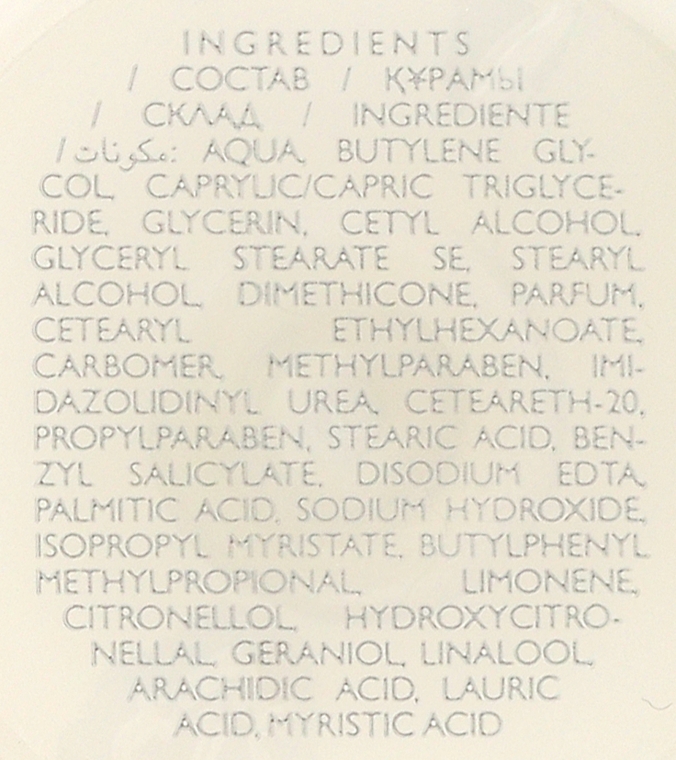 INGREDIENTS
/ СОСТАВ / ҚҰРАМЫ
/ СКЛАД / INGREDIENTE
/ مكونات: AQUA, BUTYLENE GLY-
COL, CAPRYLIC/CAPRIC TRIGLYCE-
RIDE, GLYCERIN, CETYL ALCOHOL,
GLYCERYL STEARATE SE, STEARYL
ALCOHOL, DIMETHICONE, PARFUM,
CETEARYL ETHYLHEXANOATE,
CARBOMER, METHYLPARABEN, IMI-
DAZOLIDINYL UREA, CETEARETH-20,
PROPYLPARABEN, STEARIC ACID, BEN-
ZYL SALICYLATE, DISODIUM EDTA,
PALMITIC ACID, SODIUM HYDROXIDE,
ISOPROPYL MYRISTATE, BUTYLPHENYL
METHYLPROPIONAL, LIMONENE,
CITRONELLOL, HYDROXYCITRO-
NELLAL, GERANIOL, LINALOOL,
ARACHIDIC ACID, LAURIC
ACID, MYRISTIC ACID